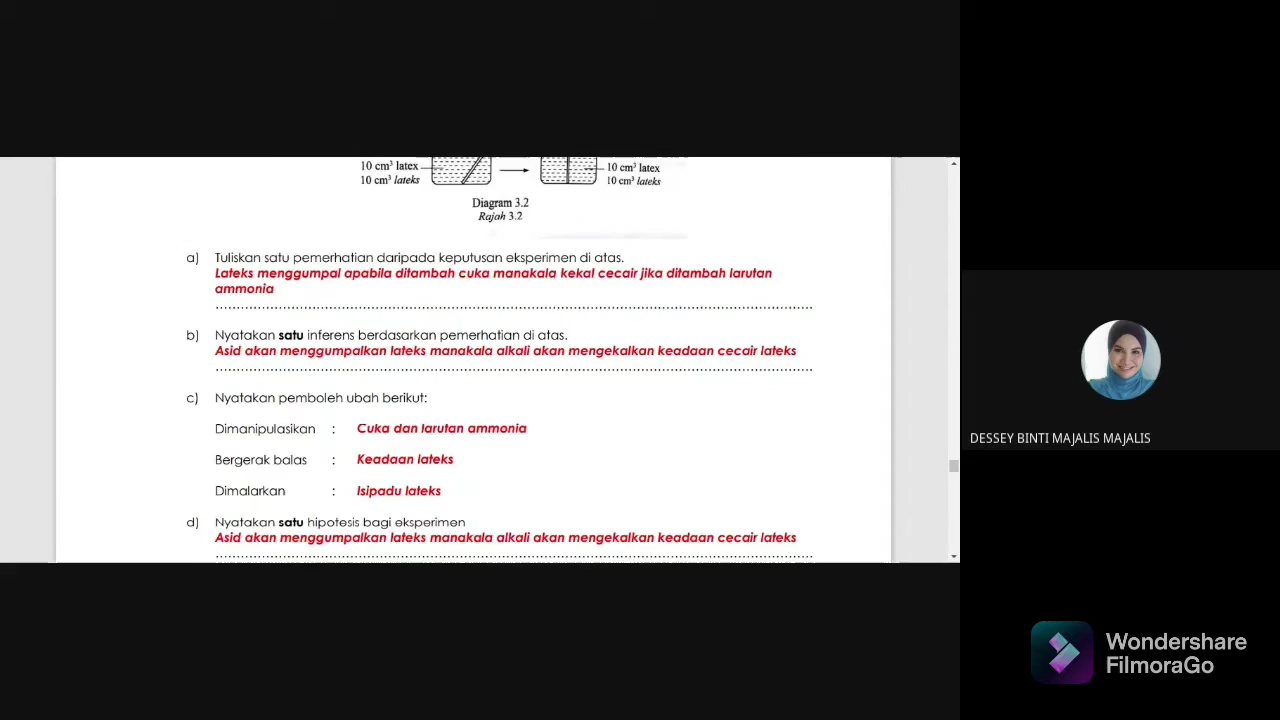 10 cm³ latex
10 cm³ lateks
10 cm³ latex
10 cm³ lateks
Diagram 3.2
Rajah 3.2
a) Tuliskan satu pemerhatian daripada keputusan eksperimen di atas.
Lateks menggumpal apabila ditambah cuka manakala kekal cecair jika ditambah larutan
ammonia
b) Nyatakan satu inferens berdasarkan pemerhatian di atas.
Asid akan menggumpalkan lateks manakala alkali akan mengekalkan keadaan cecair lateks
c) Nyatakan pemboleh ubah berikut:
Dimanipulasikan : Cuka dan larutan ammonia
Bergerak balas : Keadaan lateks
Dimalarkan : Isipadu lateks
d) Nyatakan satu hipotesis bagi eksperimen
Asid akan menggumpalkan lateks manakala alkali akan mengekalkan keadaan cecair lateks
DESSEY BINTI MAJALIS MAJALIS
Wondershare
FilmoraGo